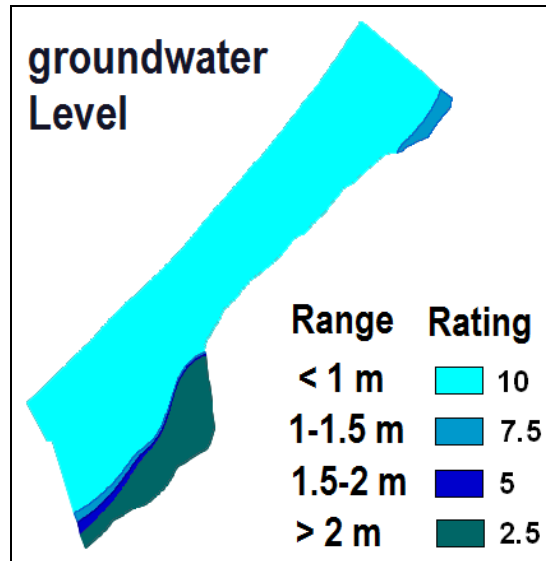 groundwater
Level
Range Rating
< 1 m 10
1-1.5 m 7.5
1.5-2 m 5
> 2 m 2.5